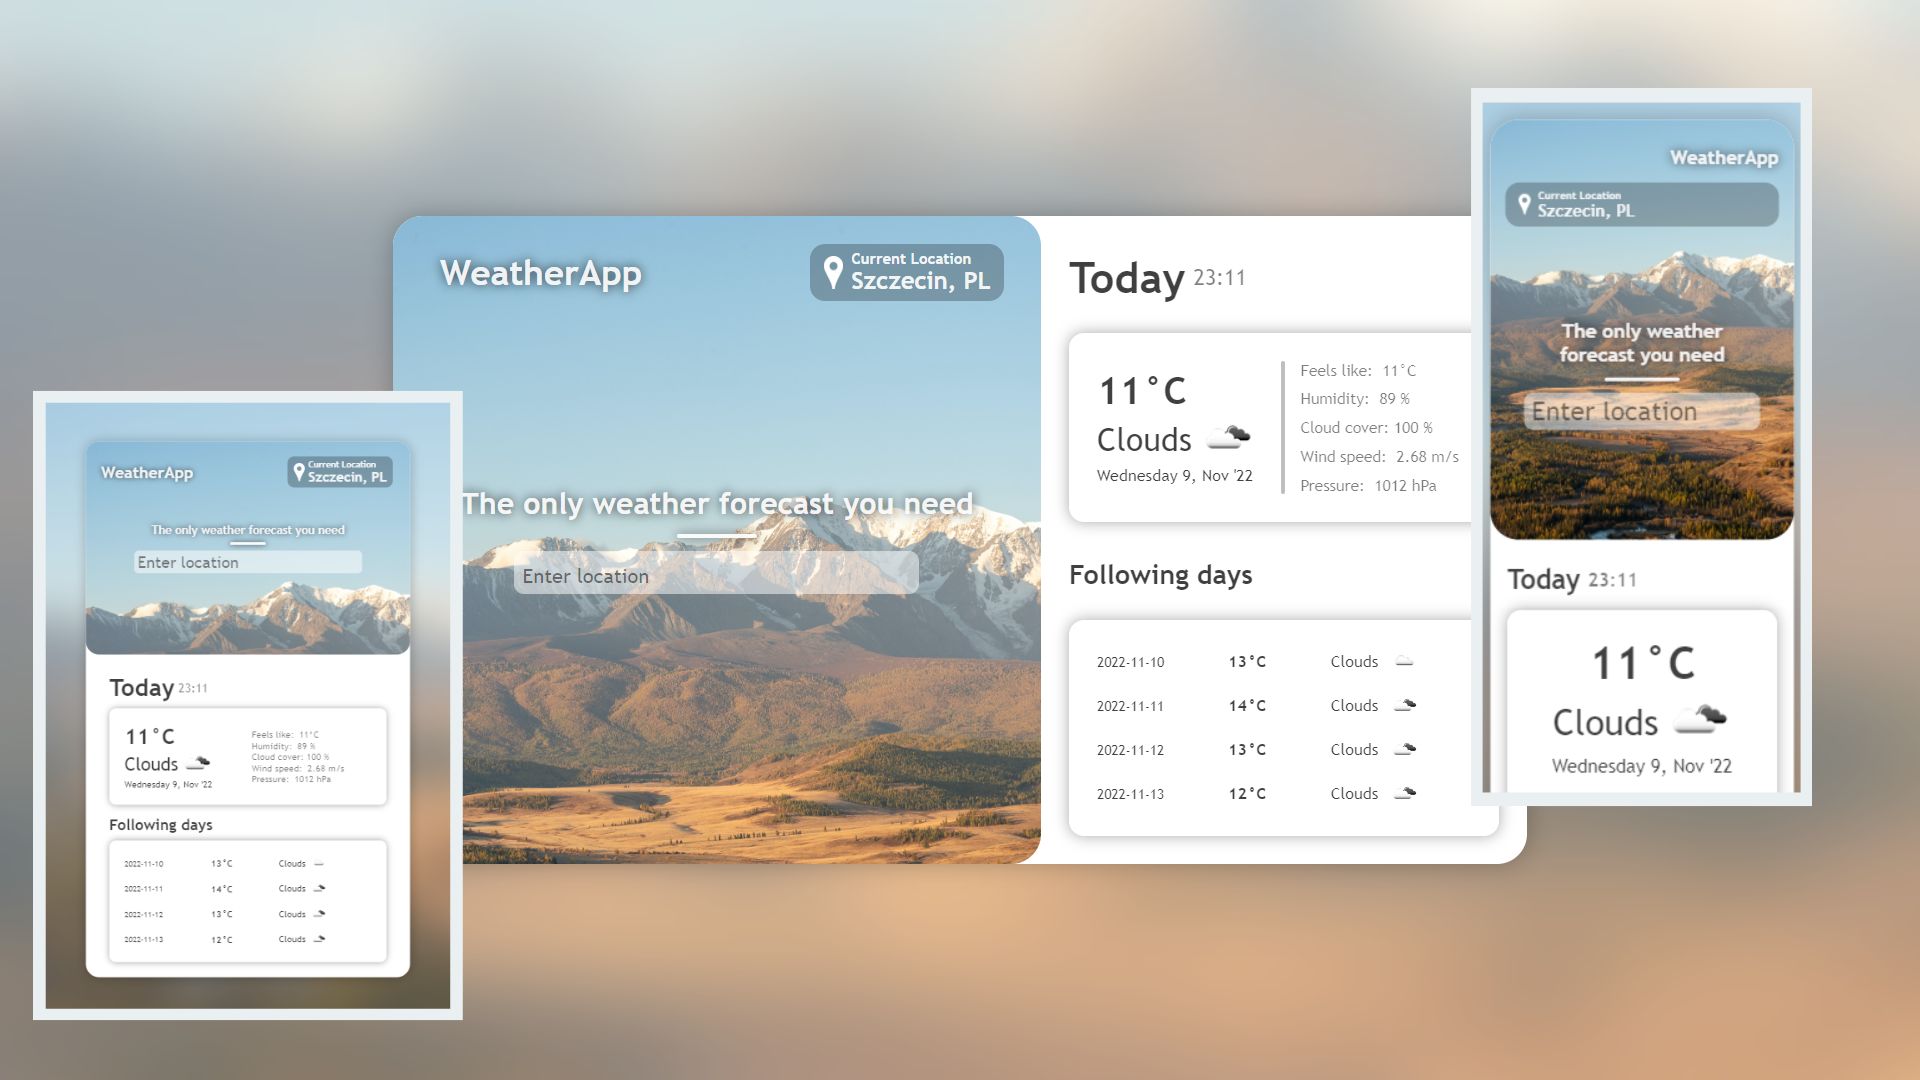 WeatherApp
Current Location
Szczecin, PL
The only weather forecast you need
Enter location
Today 23:11
11°C
Clouds
Wednesday 9, Nov '22
Feels like: 11°C
Humidity: 89 %
Cloud cover: 100 %
Wind speed: 2.68 m/s
Pressure: 1012 hPa
Following days
2022-11-10 13°C Clouds
2022-11-11 14°C Clouds
2022-11-12 13°C Clouds
2022-11-13 12°C Clouds
WeatherApp
Current Location
Szczecin, PL
The only weather forecast you need
Enter location
Today 23:11
11°C
Clouds
Wednesday 9, Nov '22
Feels like: 11°C
Humidity: 89 %
Cloud cover: 100 %
Wind speed: 2.68 m/s
Pressure: 1012 hPa
Following days
2022-11-10 13°C Clouds
2022-11-11 14°C Clouds
2022-11-12 13°C Clouds
2022-11-13 12°C Clouds
WeatherApp
Current Location
Szczecin, PL
The only weather
forecast you need
Enter location
Today 23:11
11°C
Clouds
Wednesday 9, Nov '22